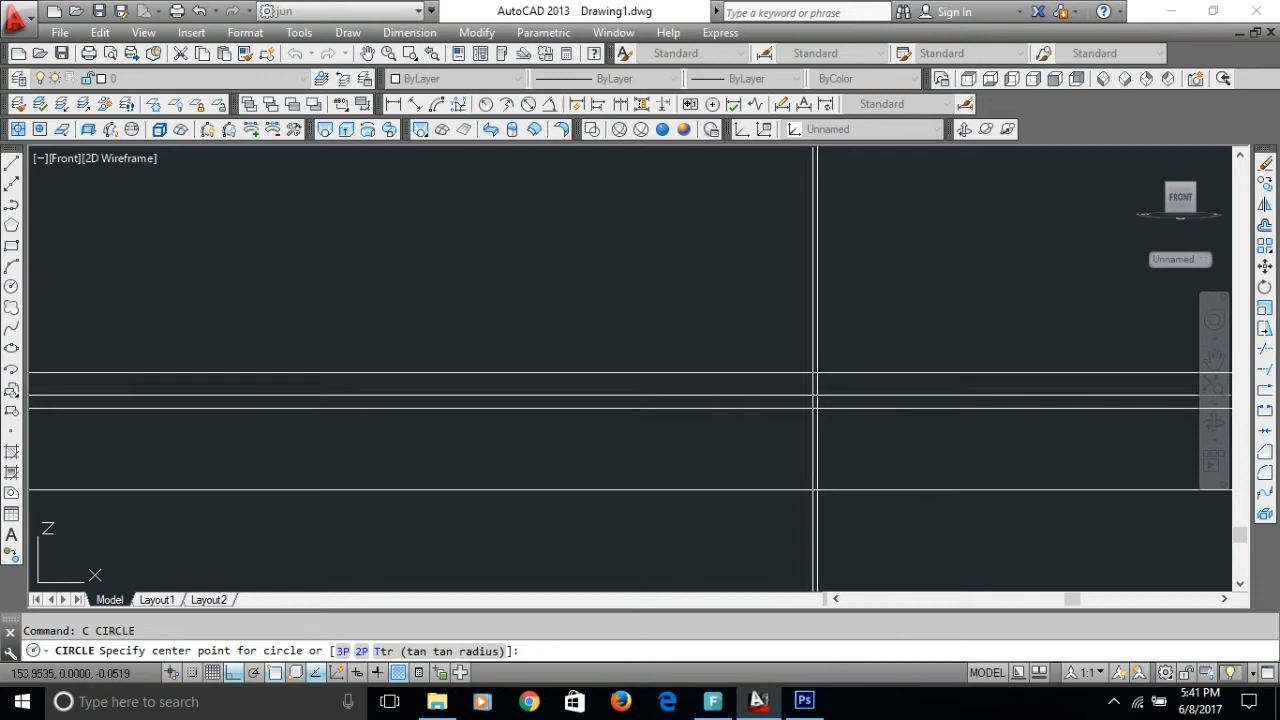 jun
AutoCAD 2013 Drawing1.dwg
Type a keyword or phrase
Sign In
File Edit View Insert Format Tools Draw Dimension Modify Parametric Window Help Express
Standard Standard Standard Standard
0 ByLayer ByLayer ByLayer ByColor
Standard
Unnamed
[−][Front][2D Wireframe]
FRONT
Unnamed
Z
X
Model Layout1 Layout2
Command: C CIRCLE
CIRCLE Specify center point for circle or [3P 2P Ttr (tan tan radius)]:
153.9535, 0.0000, -0.0519
MODEL 1:1
Type here to search
5:41 PM
6/8/2017